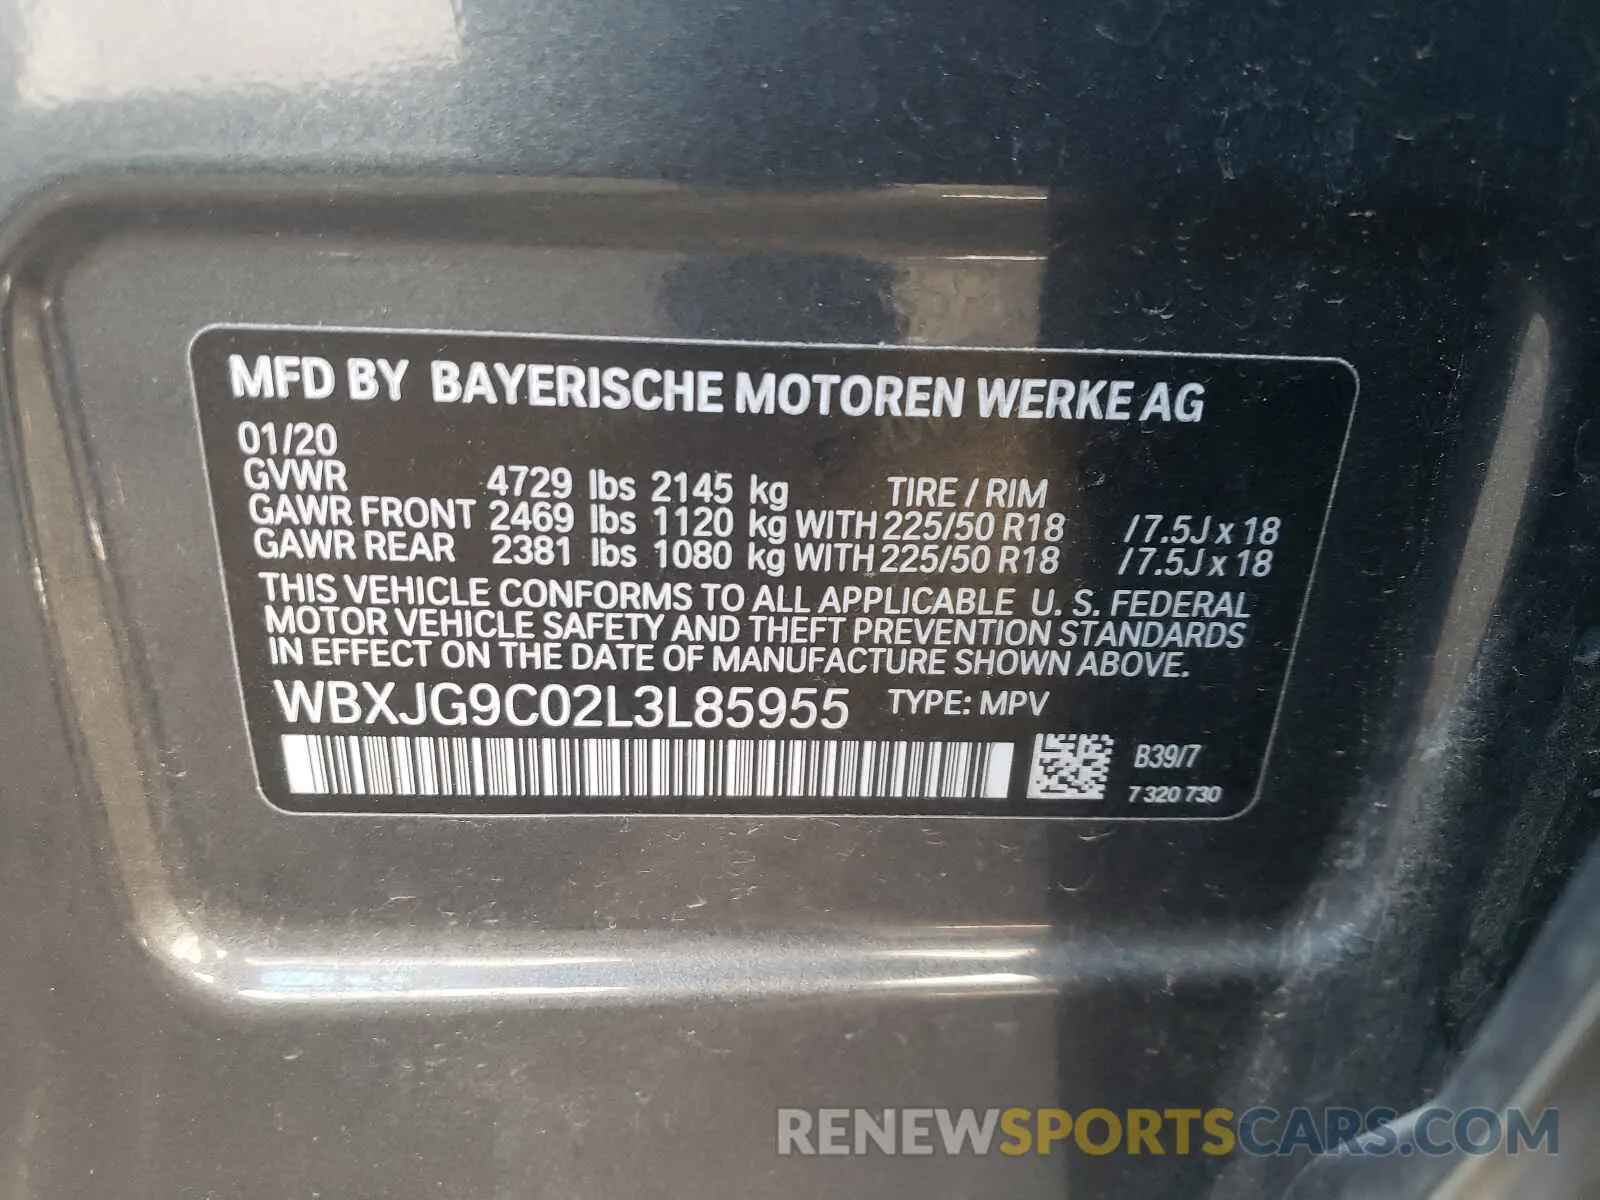 MFD BY BAYERISCHE MOTOREN WERKE AG
01/20
GVWR 4729 lbs 2145 kg TIRE / RIM
GAWR FRONT 2469 lbs 1120 kg WITH 225/50 R18 / 7.5J x 18
GAWR REAR 2381 lbs 1080 kg WITH 225/50 R18 / 7.5J x 18
THIS VEHICLE CONFORMS TO ALL APPLICABLE U. S. FEDERAL
MOTOR VEHICLE SAFETY AND THEFT PREVENTION STANDARDS
IN EFFECT ON THE DATE OF MANUFACTURE SHOWN ABOVE.
WBXJG9C02L3L85955 TYPE: MPV
B39/7
7 320 730
RENEWSPORTSCARS.COM